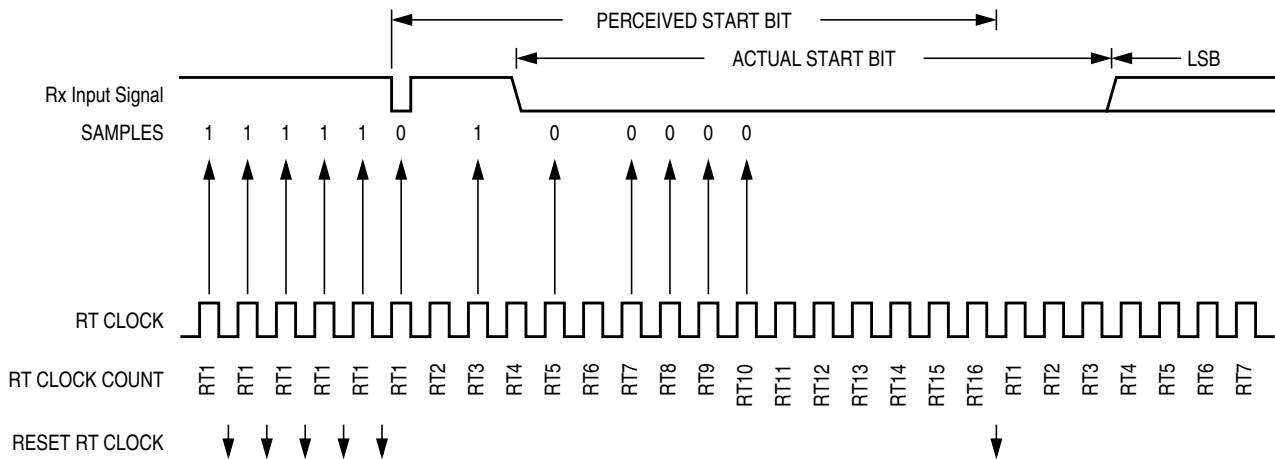 PERCEIVED START BIT
ACTUAL START BIT LSB
Rx Input Signal
SAMPLES 1 1 1 1 1 0 1 0 0 0 0 0
RT CLOCK
RT CLOCK COUNT RT1 RT1 RT1 RT1 RT1 RT1 RT2 RT3 RT4 RT5 RT6 RT7 RT8 RT9 RT10 RT11 RT12 RT13 RT14 RT15 RT16 RT1 RT2 RT3 RT4 RT5 RT6 RT7
RESET RT CLOCK